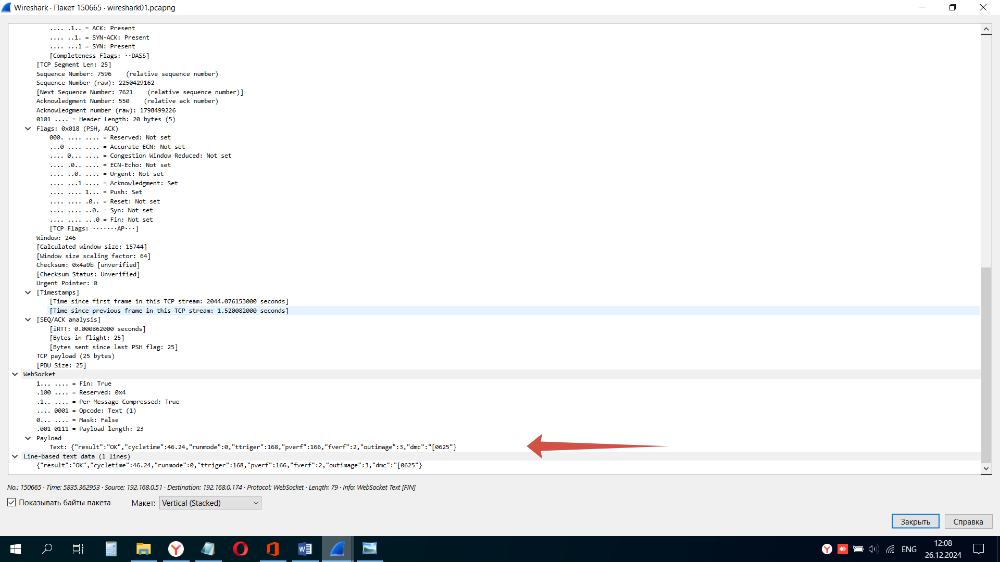 Wireshark · Пакет 150665 · wireshark01.pcapng
.... .1.. = ACK: Present
.... ..1. = SYN-ACK: Present
.... ...1 = SYN: Present
[Completeness Flags: ··DASS]
[TCP Segment Len: 25]
Sequence Number: 7596    (relative sequence number)
Sequence Number (raw): 2250429162
[Next Sequence Number: 7621    (relative sequence number)]
Acknowledgment Number: 550    (relative ack number)
Acknowledgment number (raw): 1798499226
0101 .... = Header Length: 20 bytes (5)
Flags: 0x018 (PSH, ACK)
000. .... .... = Reserved: Not set
...0 .... .... = Accurate ECN: Not set
.... 0... .... = Congestion Window Reduced: Not set
.... .0.. .... = ECN-Echo: Not set
.... ..0. .... = Urgent: Not set
.... ...1 .... = Acknowledgment: Set
.... .... 1... = Push: Set
.... .... .0.. = Reset: Not set
.... .... ..0. = Syn: Not set
.... .... ...0 = Fin: Not set
[TCP Flags: ·······AP···]
Window: 246
[Calculated window size: 15744]
[Window size scaling factor: 64]
Checksum: 0x4a9b [unverified]
[Checksum Status: Unverified]
Urgent Pointer: 0
[Timestamps]
[Time since first frame in this TCP stream: 2044.076153000 seconds]
[Time since previous frame in this TCP stream: 1.520082000 seconds]
[SEQ/ACK analysis]
[iRTT: 0.000862000 seconds]
[Bytes in flight: 25]
[Bytes sent since last PSH flag: 25]
TCP payload (25 bytes)
[PDU Size: 25]
WebSocket
1... .... = Fin: True
.100 .... = Reserved: 0x4
.1.. .... = Per-Message Compressed: True
.... 0001 = Opcode: Text (1)
0... .... = Mask: False
.001 0111 = Payload length: 23
Payload
Text: {"result":"OK","cycletime":46.24,"runmode":0,"ttriger":168,"pverf":166,"fverf":2,"outimage":3,"dmc":"[0625"}
Line-based text data (1 lines)
{"result":"OK","cycletime":46.24,"runmode":0,"ttriger":168,"pverf":166,"fverf":2,"outimage":3,"dmc":"[0625"}
No.: 150665 · Time: 5835.362953 · Source: 192.168.0.51 · Destination: 192.168.0.174 · Protocol: WebSocket · Length: 79 · Info: WebSocket Text [FIN]
Показывать байты пакета Макет: Vertical (Stacked)
Закрыть Справка
ENG 12:08
26.12.2024